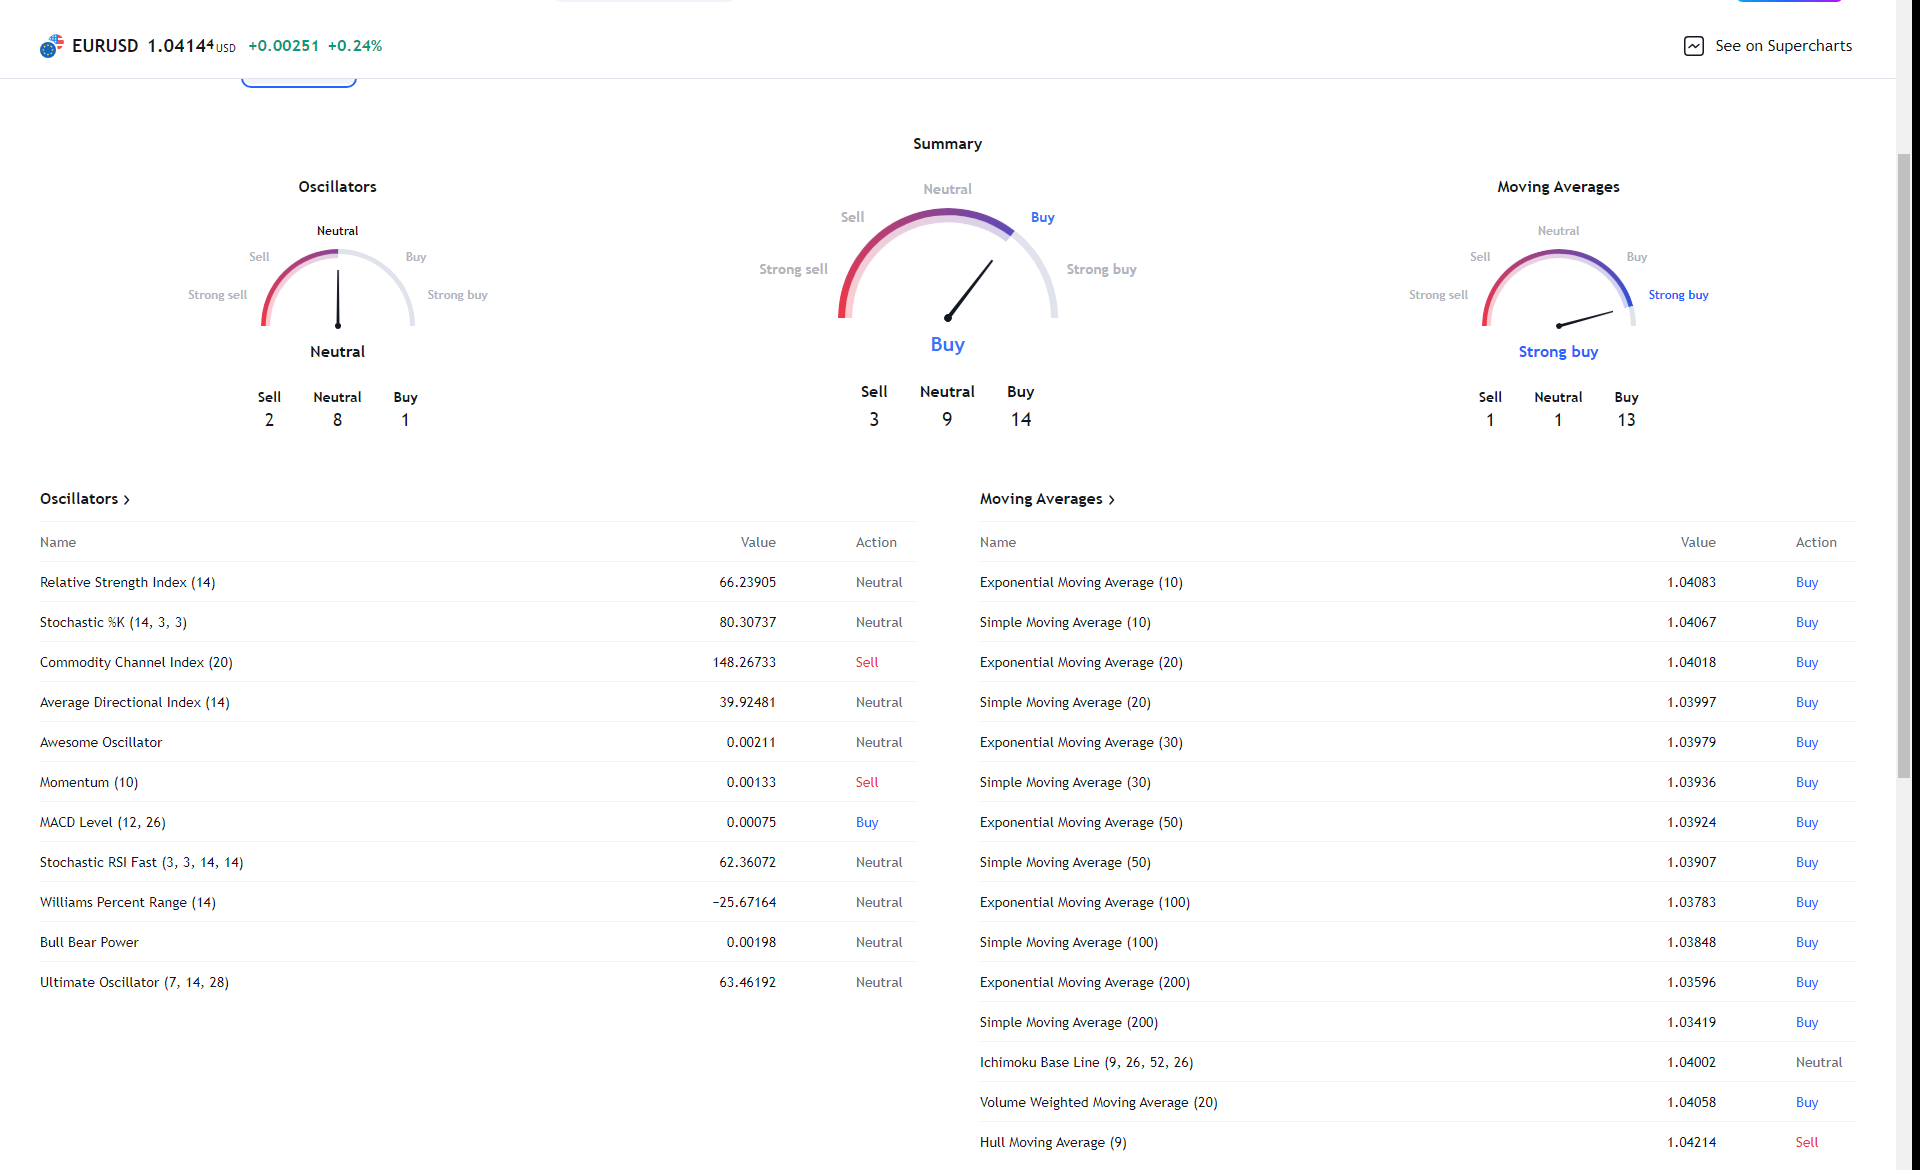 EURUSD 1.04144 USD +0.00251 +0.24%
See on Supercharts
Oscillators
Neutral
Sell
Buy
Strong sell
Strong buy
Neutral
Sell Neutral Buy
2 8 1
Summary
Neutral
Sell
Buy
Strong sell
Strong buy
Buy
Sell Neutral Buy
3 9 14
Moving Averages
Neutral
Sell
Buy
Strong sell
Strong buy
Strong buy
Sell Neutral Buy
1 1 13
Oscillators
Name Value Action
Relative Strength Index (14) 66.23905 Neutral
Stochastic %K (14, 3, 3) 80.30737 Neutral
Commodity Channel Index (20) 148.26733 Sell
Average Directional Index (14) 39.92481 Neutral
Awesome Oscillator 0.00211 Neutral
Momentum (10) 0.00133 Sell
MACD Level (12, 26) 0.00075 Buy
Stochastic RSI Fast (3, 3, 14, 14) 62.36072 Neutral
Williams Percent Range (14) −25.67164 Neutral
Bull Bear Power 0.00198 Neutral
Ultimate Oscillator (7, 14, 28) 63.46192 Neutral
Moving Averages
Name Value Action
Exponential Moving Average (10) 1.04083 Buy
Simple Moving Average (10) 1.04067 Buy
Exponential Moving Average (20) 1.04018 Buy
Simple Moving Average (20) 1.03997 Buy
Exponential Moving Average (30) 1.03979 Buy
Simple Moving Average (30) 1.03936 Buy
Exponential Moving Average (50) 1.03924 Buy
Simple Moving Average (50) 1.03907 Buy
Exponential Moving Average (100) 1.03783 Buy
Simple Moving Average (100) 1.03848 Buy
Exponential Moving Average (200) 1.03596 Buy
Simple Moving Average (200) 1.03419 Buy
Ichimoku Base Line (9, 26, 52, 26) 1.04002 Neutral
Volume Weighted Moving Average (20) 1.04058 Buy
Hull Moving Average (9) 1.04214 Sell